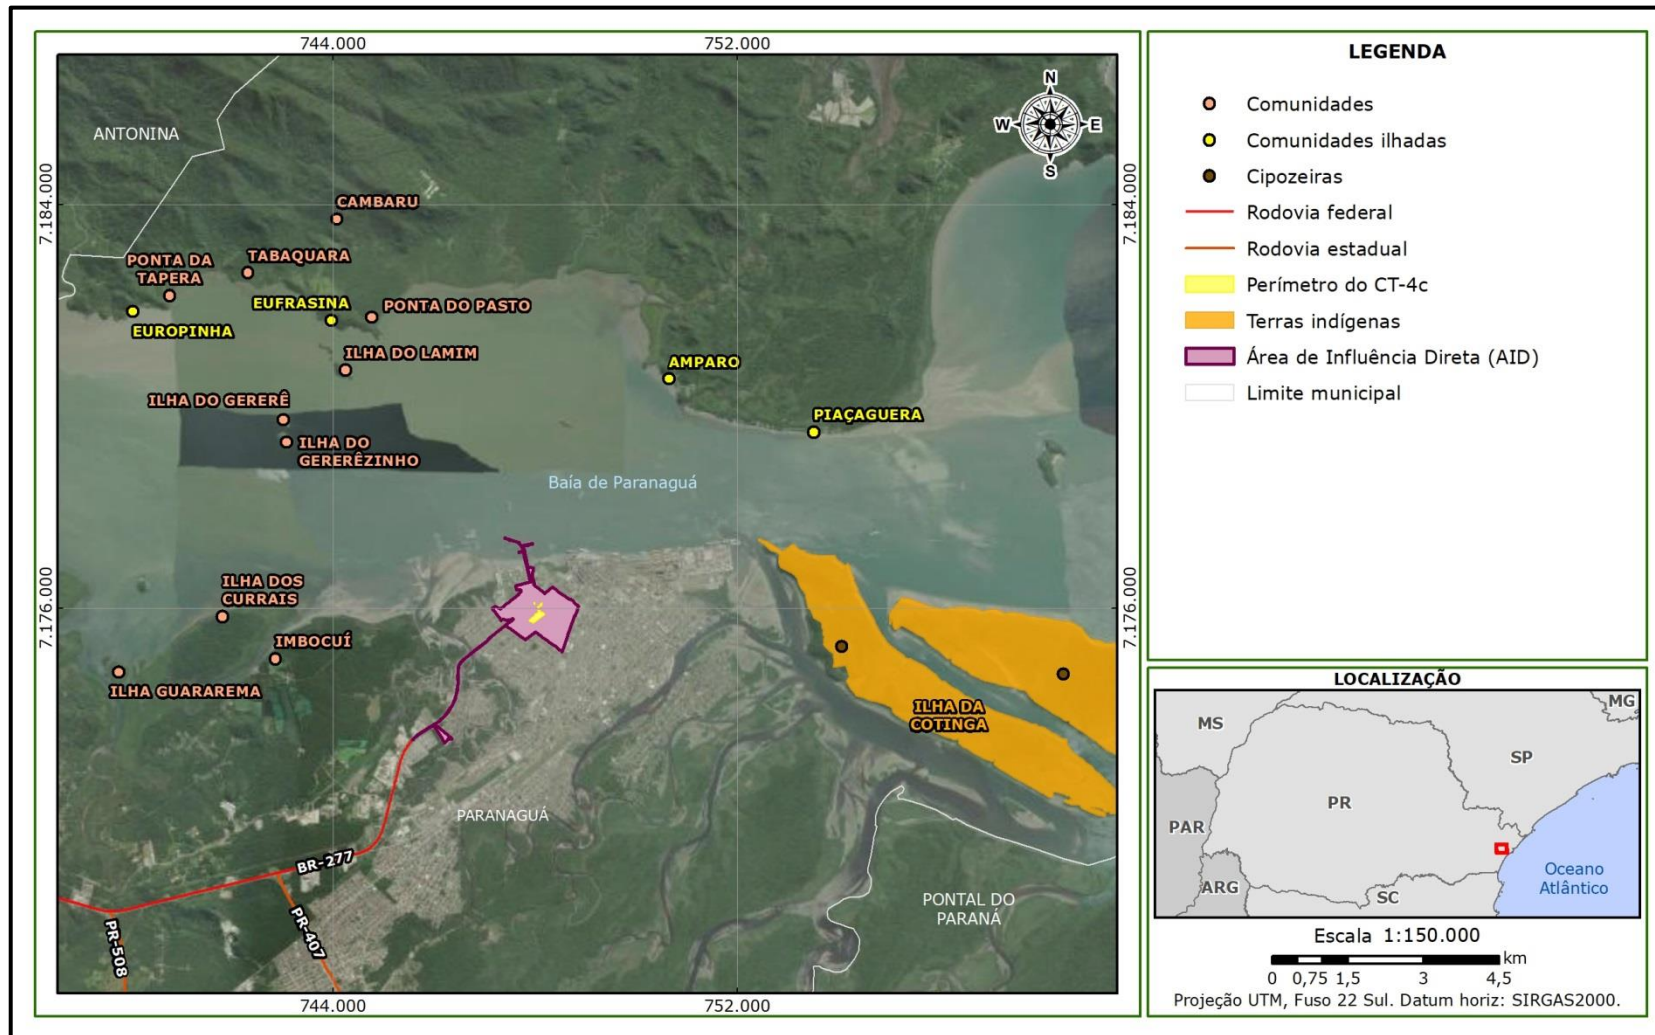 744.000
752.000
7.184.000
7.184.000
7.176.000
7.176.000
744.000
752.000
N
W
E
S
ANTONINA
CAMBARU
PONTA DA
TAPERA
TABAQUARA
EUFRASINA
PONTA DO PASTO
EUROPINHA
ILHA DO LAMIM
AMPARO
ILHA DO GERERÊ
PIAÇAGUERA
ILHA DO
GERERÊZINHO
Baía de Paranaguá
ILHA DOS
CURRAIS
IMBOCUÍ
ILHA GUARAREMA
ILHA DA
COTINGA
PARANAGUÁ
BR-277
PR-508
PR-407
PONTAL DO
PARANÁ
LEGENDA
Comunidades
Comunidades ilhadas
Cipozeiras
Rodovia federal
Rodovia estadual
Perímetro do CT-4c
Terras indígenas
Área de Influência Direta (AID)
Limite municipal
LOCALIZAÇÃO
MS
MG
SP
PR
PAR
ARG
SC
Oceano
Atlântico
Escala 1:150.000
km
0 0,75 1,5 3 4,5
Projeção UTM, Fuso 22 Sul. Datum horiz: SIRGAS2000.